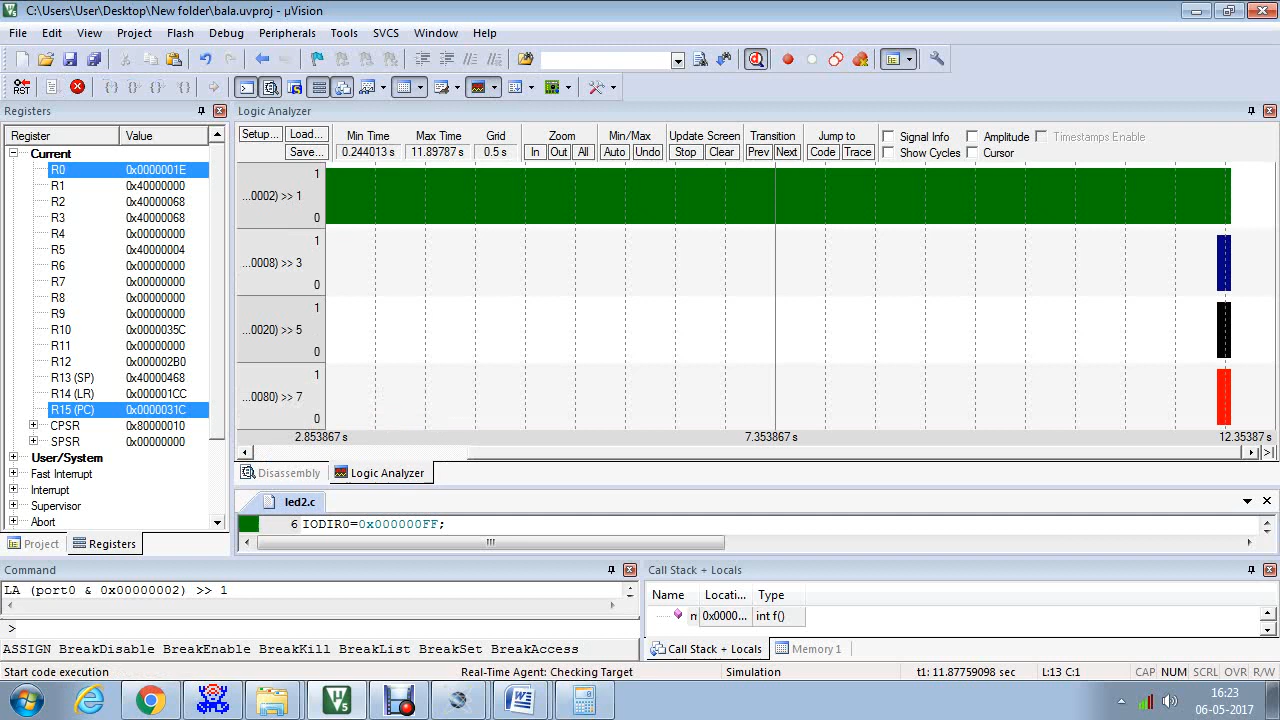 C:\Users\User\Desktop\New folder\bala.uvproj - µVision
File Edit View Project Flash Debug Peripherals Tools SVCS Window Help
RST
Registers
Register Value
Current
R0 0x0000001E
R1 0x40000000
R2 0x40000068
R3 0x40000068
R4 0x00000000
R5 0x40000004
R6 0x00000000
R7 0x00000000
R8 0x00000000
R9 0x00000000
R10 0x0000035C
R11 0x00000000
R12 0x000002B0
R13 (SP) 0x40000468
R14 (LR) 0x000001CC
R15 (PC) 0x0000031C
CPSR 0x80000010
SPSR 0x00000000
User/System
Fast Interrupt
Interrupt
Supervisor
Abort
Project Registers
Logic Analyzer
Setup... Load... Min Time Max Time Grid Zoom Min/Max Update Screen Transition Jump to Signal Info Amplitude Timestamps Enable
Save... 0.244013 s 11.89787 s 0.5 s In Out All Auto Undo Stop Clear Prev Next Code Trace Show Cycles Cursor
1
...0002) >> 1
0
1
...0008) >> 3
0
1
...0020) >> 5
0
1
...0080) >> 7
0
2.853867 s 7.353867 s 12.35387 s
Disassembly Logic Analyzer
led2.c
6 IODIR0=0x000000FF;
Command
LA (port0 & 0x00000002) >> 1
>
ASSIGN BreakDisable BreakEnable BreakKill BreakList BreakSet BreakAccess
Call Stack + Locals
Name Locati... Type
0x0000... int f()
Call Stack + Locals Memory 1
Start code execution Real-Time Agent: Checking Target Simulation t1: 11.87759098 sec L:13 C:1 CAP NUM SCRL OVR R/W
16:23
06-05-2017